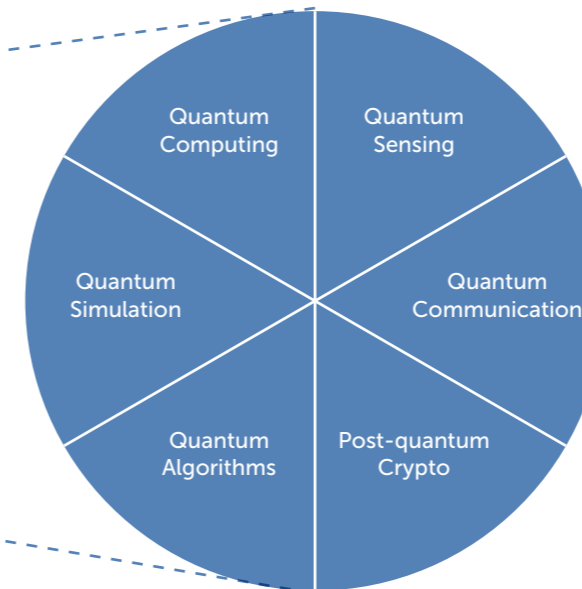 Quantum
Computing
Quantum
Sensing
Quantum
Simulation
Quantum
Communication
Quantum
Algorithms
Post-quantum
Crypto